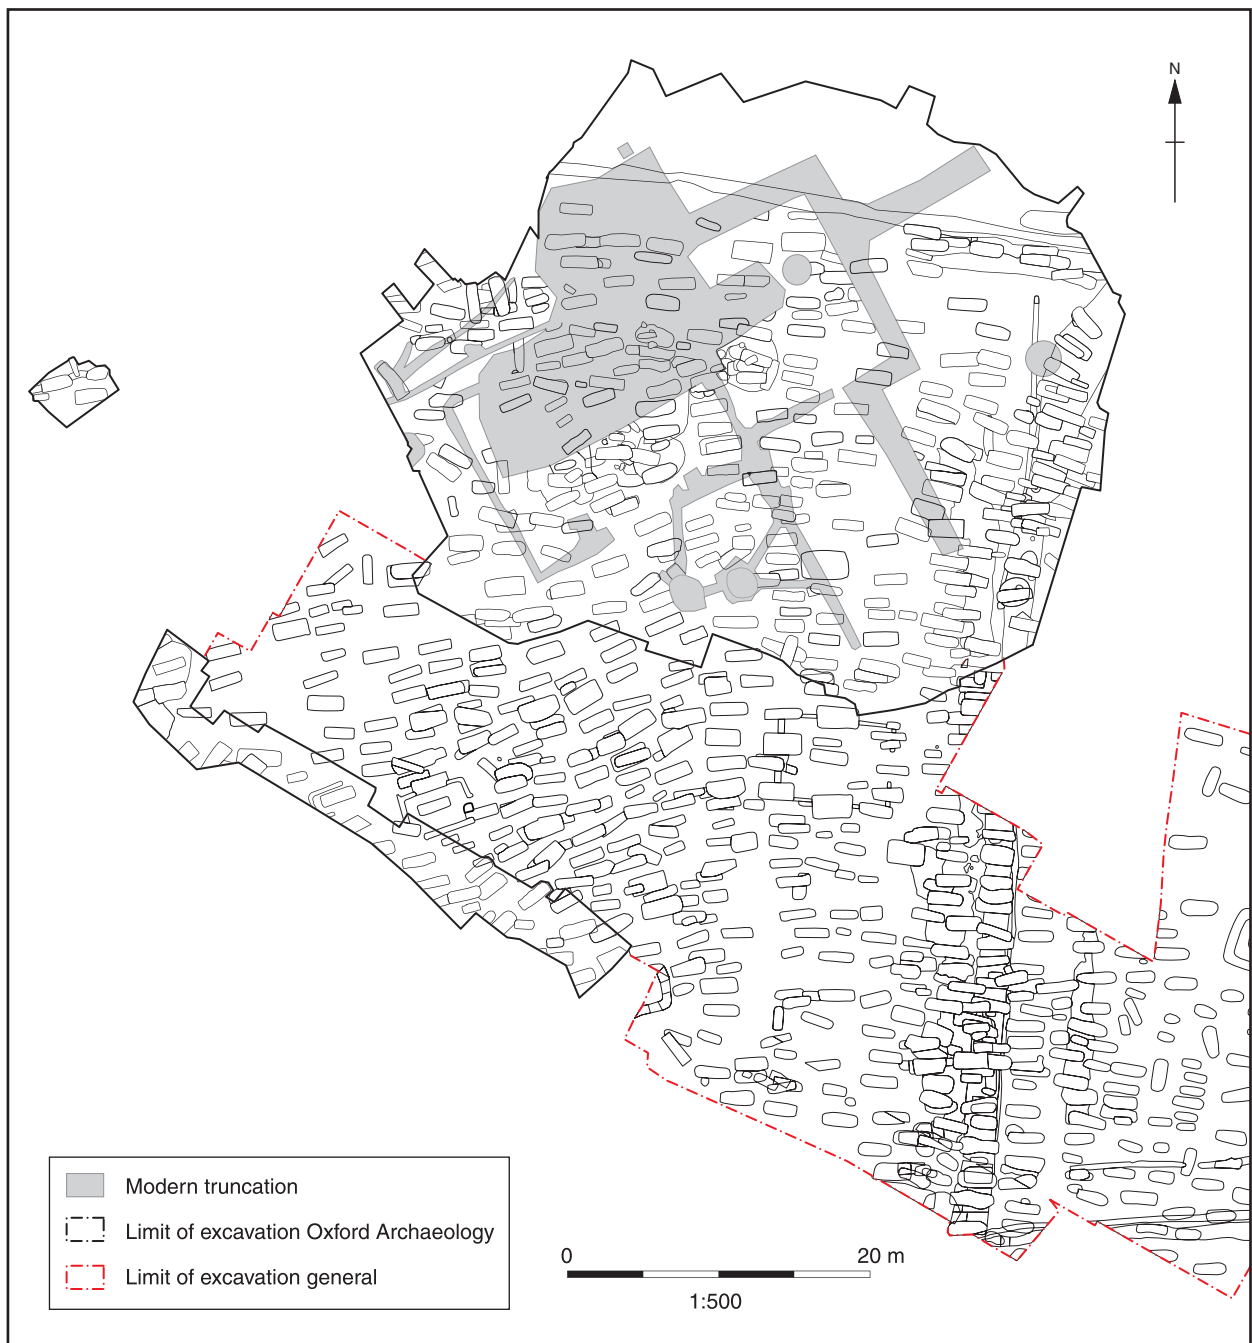 N
Modern truncation
Limit of excavation Oxford Archaeology
Limit of excavation general
0 20 m
1:500